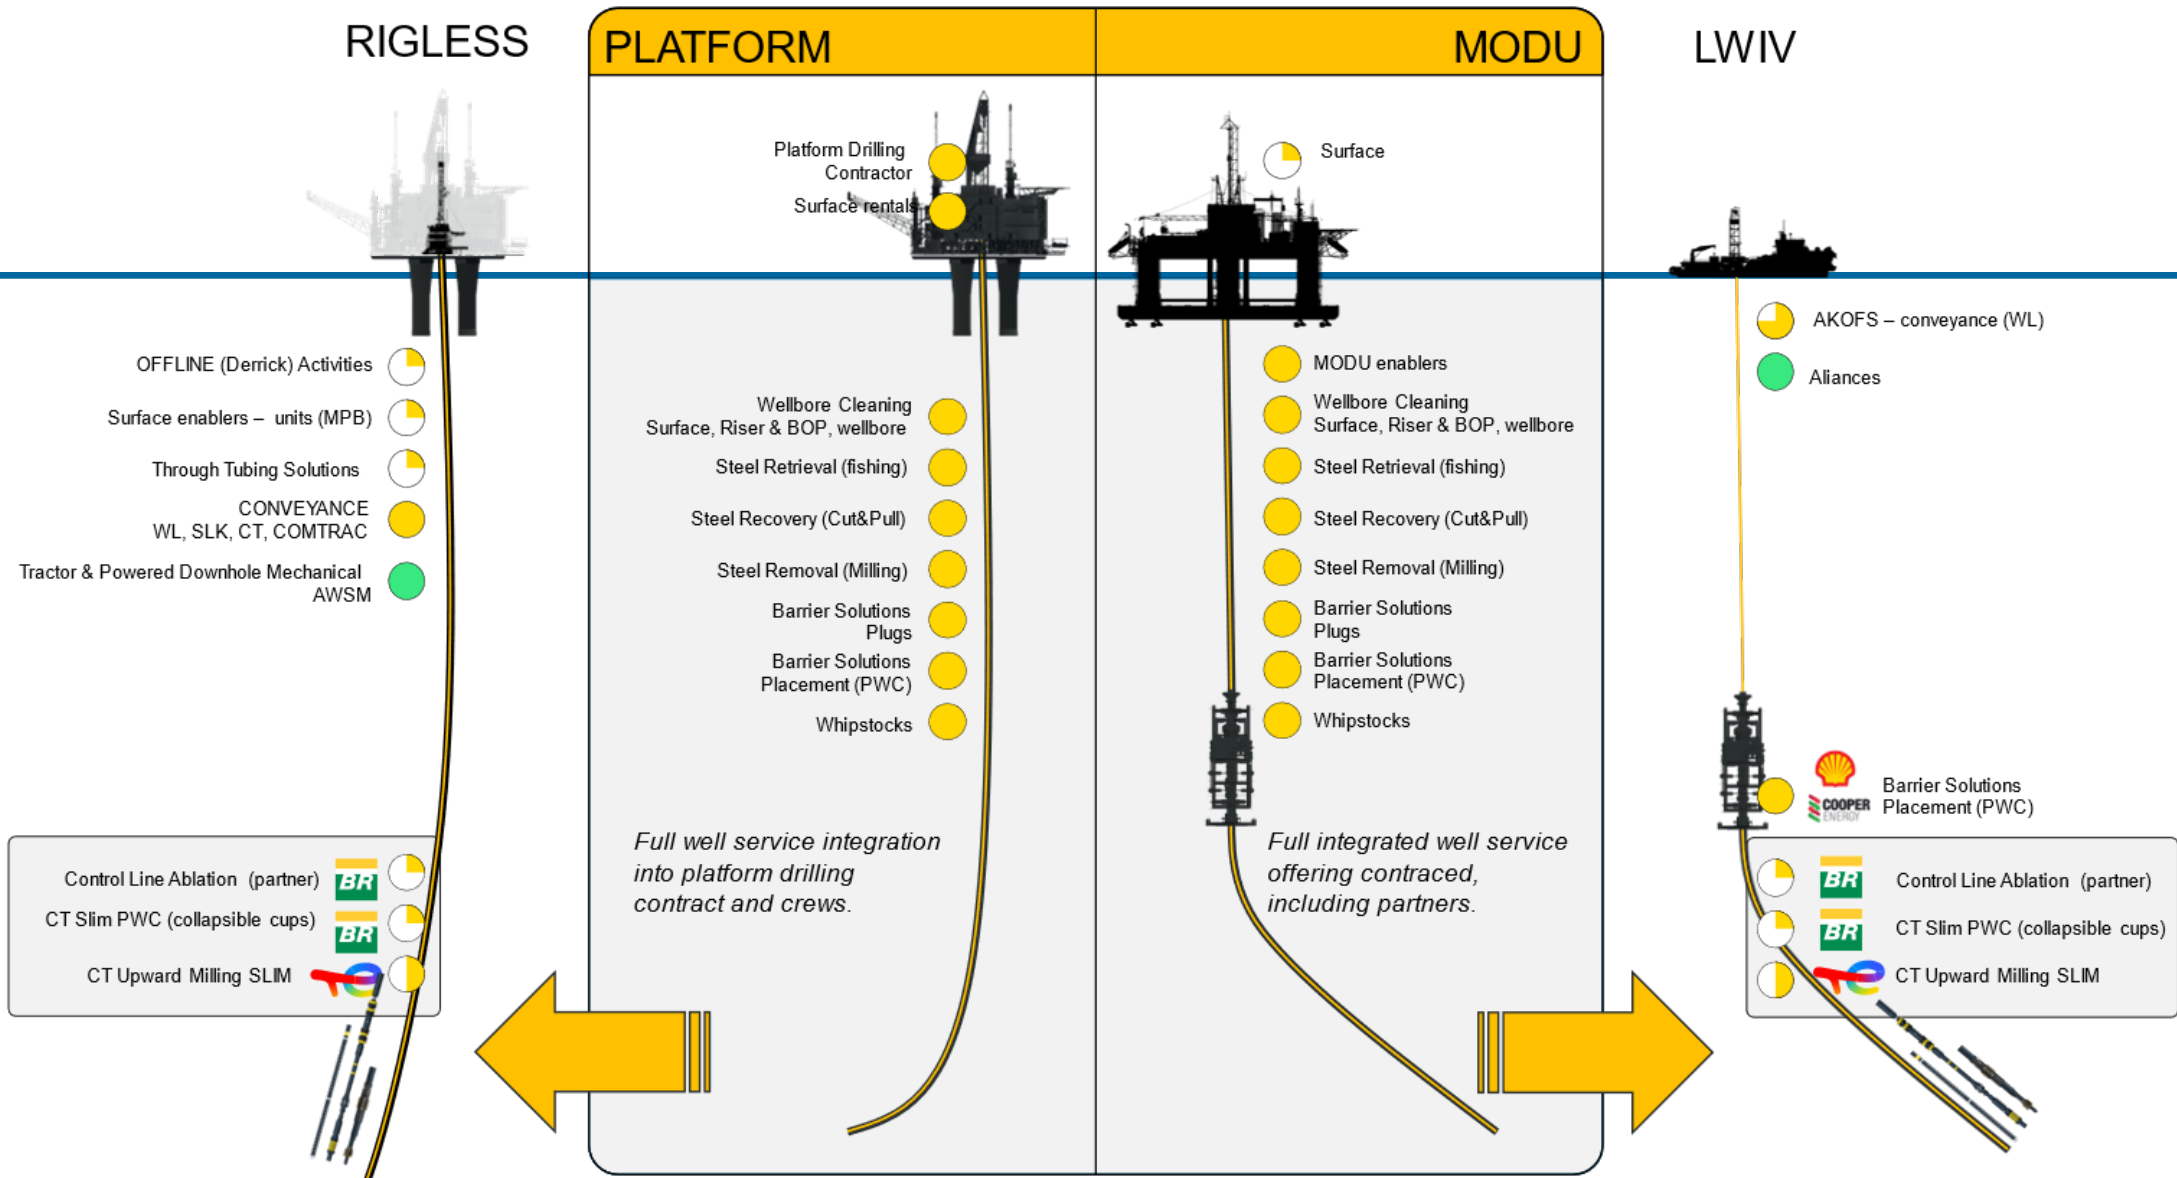 RIGLESS
PLATFORM
MODU
LWIV
Platform Drilling
Contractor
Surface rentals
Surface
OFFLINE (Derrick) Activities
Surface enablers – units (MPB)
Through Tubing Solutions
CONVEYANCE
WL, SLK, CT, COMTRAC
Tractor & Powered Downhole Mechanical
AWSM
Control Line Ablation (partner)
BR
CT Slim PWC (collapsible cups)
BR
CT Upward Milling SLIM
Wellbore Cleaning
Surface, Riser & BOP, wellbore
Steel Retrieval (fishing)
Steel Recovery (Cut&Pull)
Steel Removal (Milling)
Barrier Solutions
Plugs
Barrier Solutions
Placement (PWC)
Whipstocks
Full well service integration
into platform drilling
contract and crews.
MODU enablers
Wellbore Cleaning
Surface, Riser & BOP, wellbore
Steel Retrieval (fishing)
Steel Recovery (Cut&Pull)
Steel Removal (Milling)
Barrier Solutions
Plugs
Barrier Solutions
Placement (PWC)
Whipstocks
Full integrated well service
offering contraced,
including partners.
AKOFS – conveyance (WL)
Aliances
COOPER
ENERGY
Barrier Solutions
Placement (PWC)
BR
Control Line Ablation (partner)
BR
CT Slim PWC (collapsible cups)
CT Upward Milling SLIM